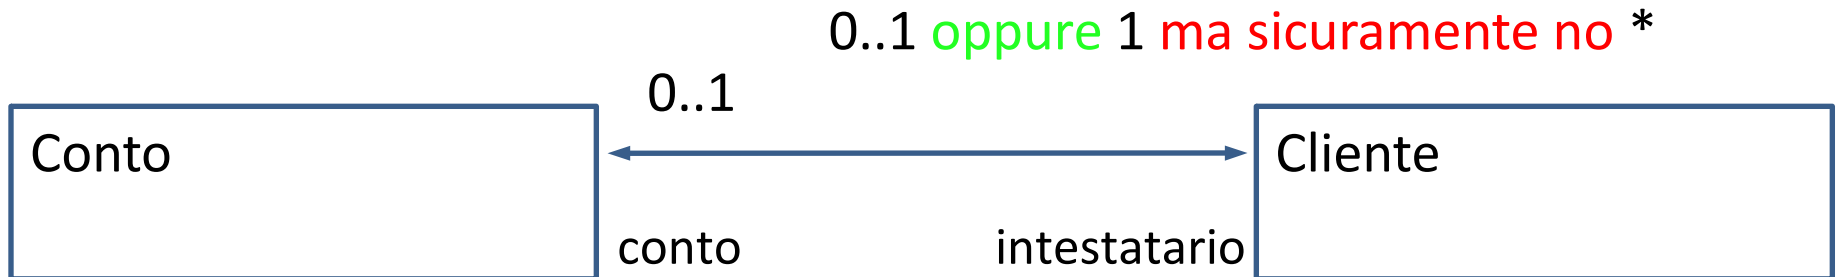 0..1 oppure 1 ma sicuramente no *
0..1
Conto
Cliente
conto
intestatario